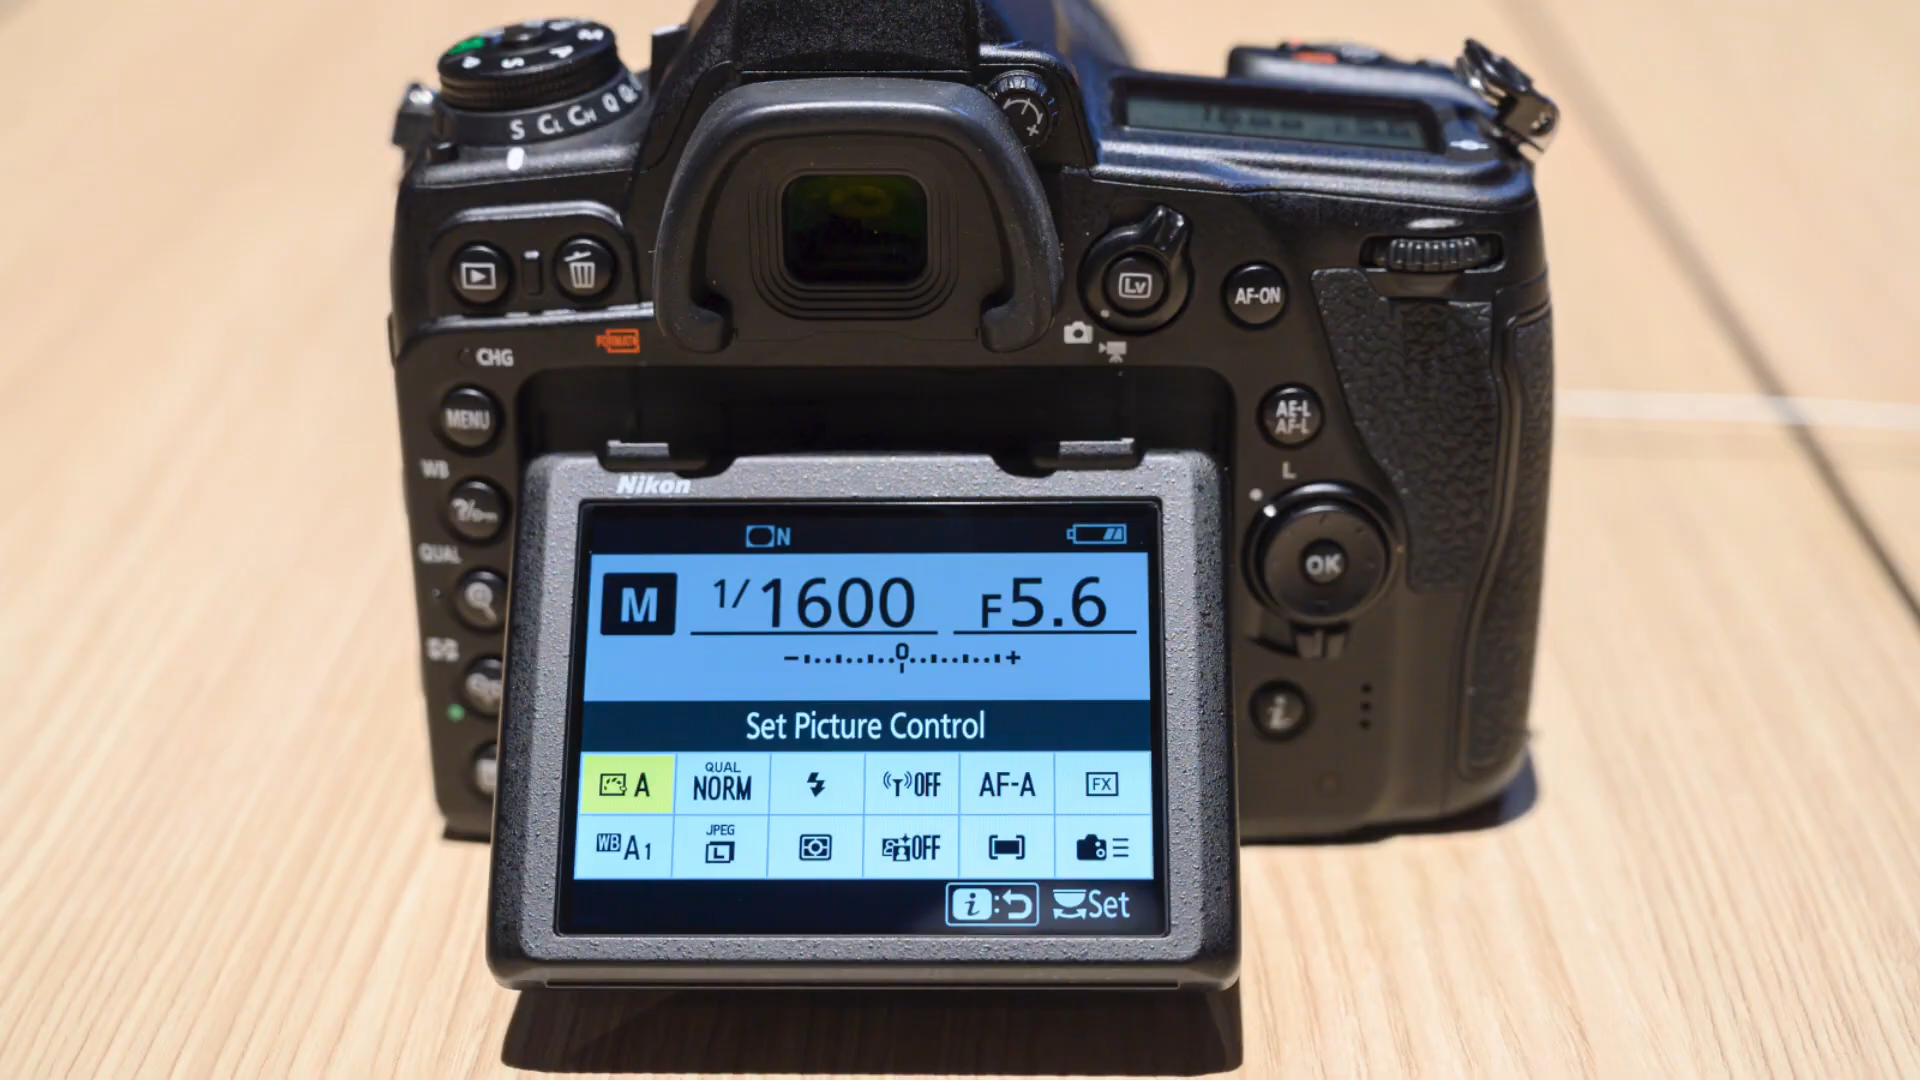 S CL CH Q
Lv
AF-ON
CHG
MENU
AE-L
AF-L
WB
L
Nikon
QUAL
N
M 1/1600 F5.6
OK
- 0 +
i
Set Picture Control
A QUAL NORM OFF AF-A FX
WB A1 JPEG L OFF
i Set